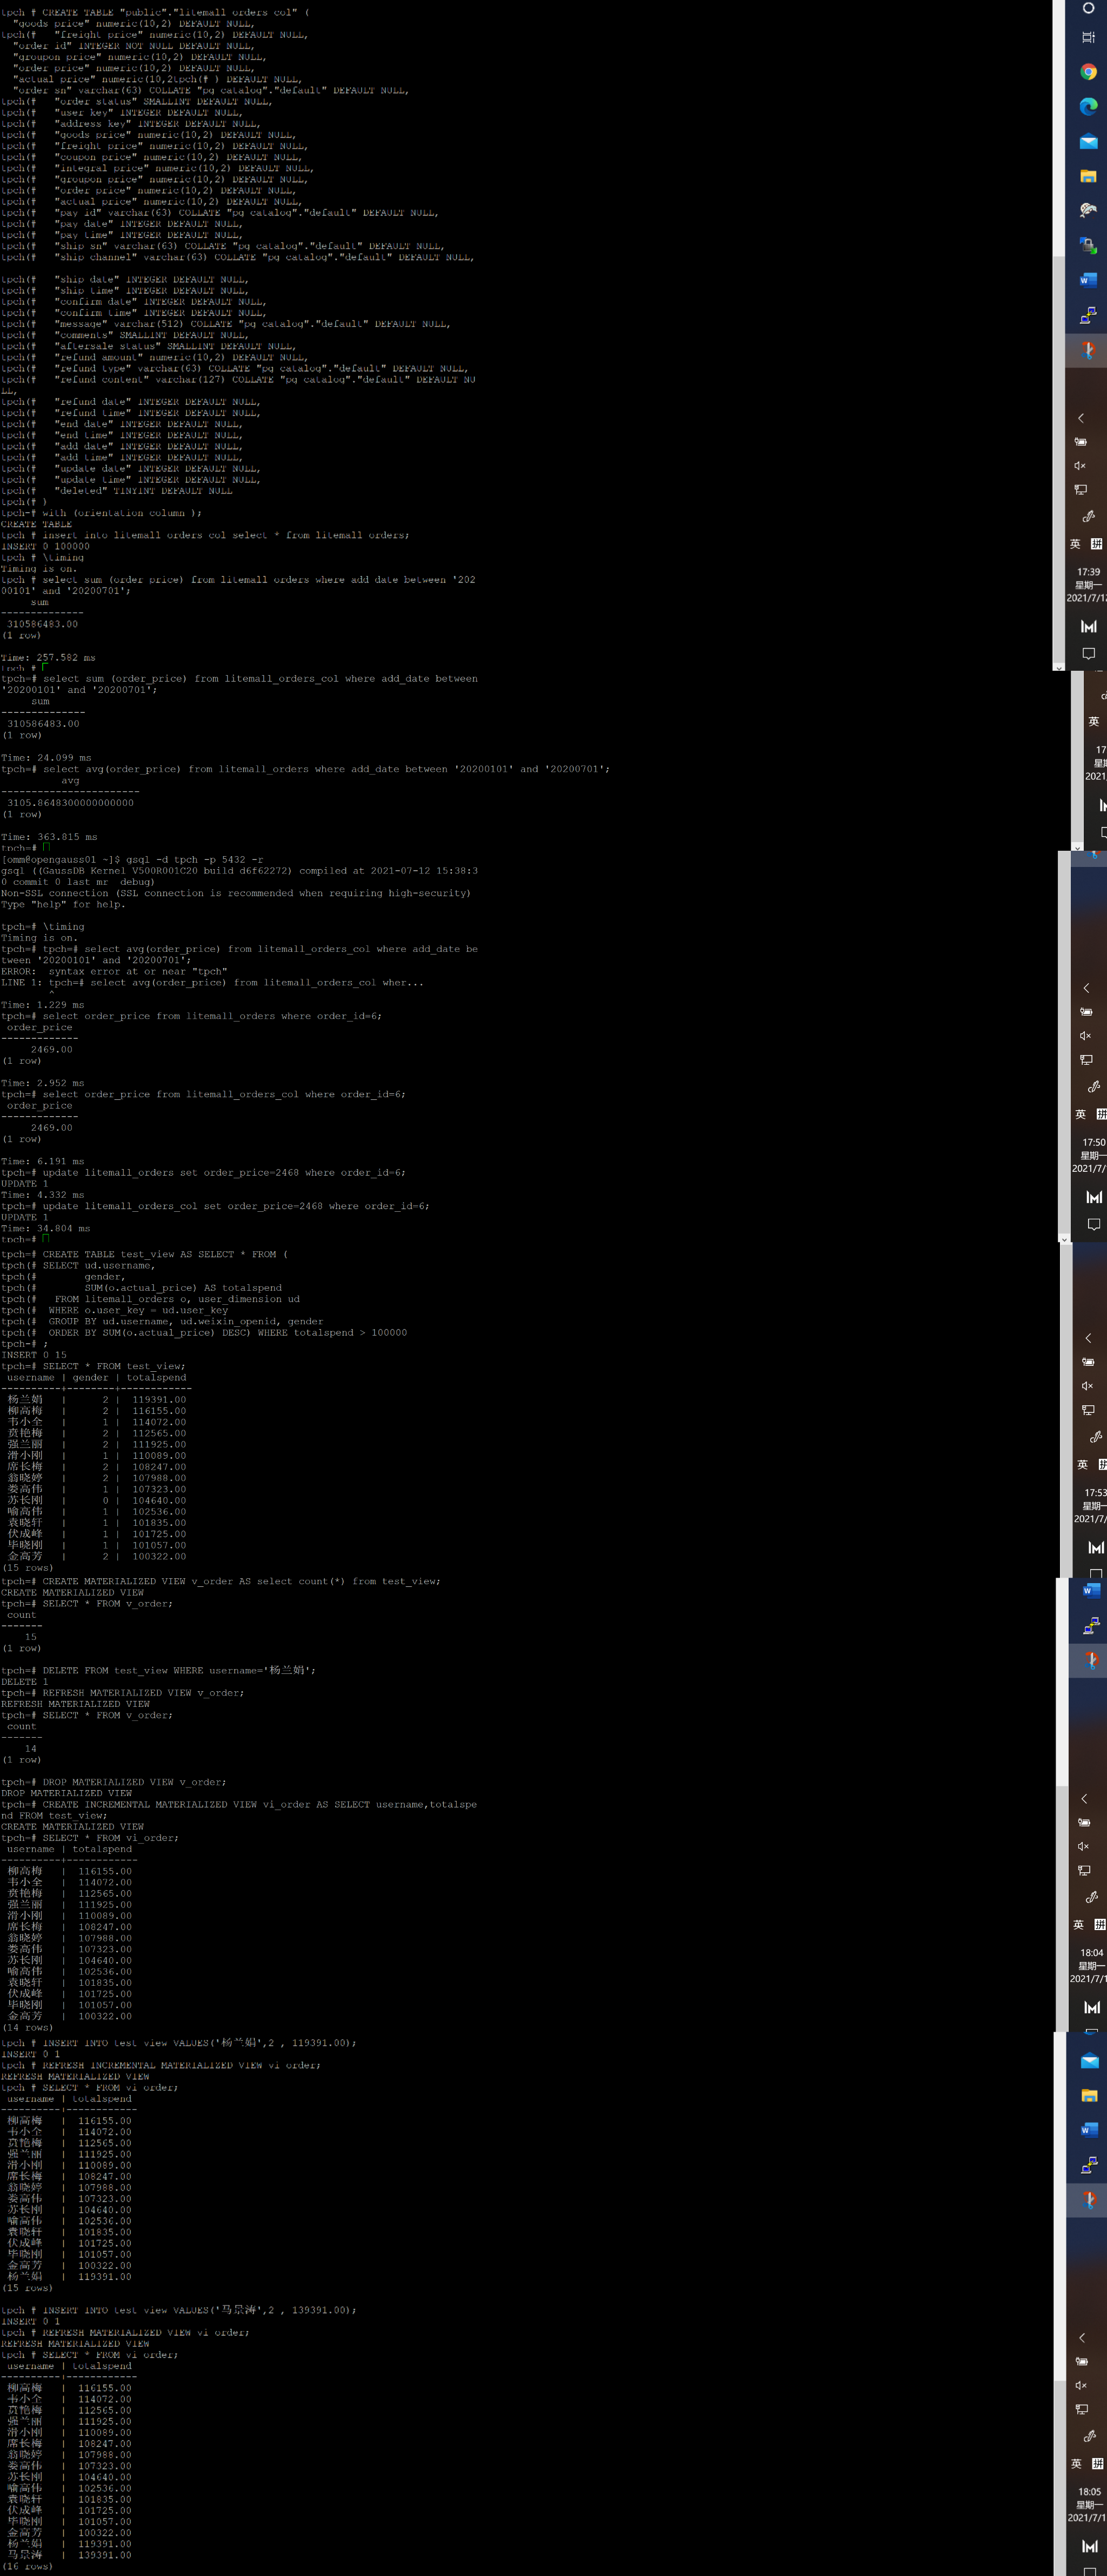 tpch # CREATE TABLE "public"."litemall orders col" (
"goods price" numeric(10,2) DEFAULT NULL,
tpch(#   "freight price" numeric(10,2) DEFAULT NULL,
"order id" INTEGER NOT NULL DEFAULT NULL,
"groupon price" numeric(10,2) DEFAULT NULL,
"order price" numeric(10,2) DEFAULT NULL,
"actual price" numeric(10,2tpch(# ) DEFAULT NULL,
"order sn" varchar(63) COLLATE "pg catalog"."default" DEFAULT NULL,
tpch(#   "order status" SMALLINT DEFAULT NULL,
tpch(#   "user key" INTEGER DEFAULT NULL,
tpch(#   "address key" INTEGER DEFAULT NULL,
tpch(#   "goods price" numeric(10,2) DEFAULT NULL,
tpch(#   "freight price" numeric(10,2) DEFAULT NULL,
tpch(#   "coupon price" numeric(10,2) DEFAULT NULL,
tpch(#   "integral price" numeric(10,2) DEFAULT NULL,
tpch(#   "groupon price" numeric(10,2) DEFAULT NULL,
tpch(#   "order price" numeric(10,2) DEFAULT NULL,
tpch(#   "actual price" numeric(10,2) DEFAULT NULL,
tpch(#   "pay id" varchar(63) COLLATE "pg catalog"."default" DEFAULT NULL,
tpch(#   "pay date" INTEGER DEFAULT NULL,
tpch(#   "pay time" INTEGER DEFAULT NULL,
tpch(#   "ship sn" varchar(63) COLLATE "pg catalog"."default" DEFAULT NULL,
tpch(#   "ship channel" varchar(63) COLLATE "pg catalog"."default" DEFAULT NULL,
tpch(#   "ship date" INTEGER DEFAULT NULL,
tpch(#   "ship time" INTEGER DEFAULT NULL,
tpch(#   "confirm date" INTEGER DEFAULT NULL,
tpch(#   "confirm time" INTEGER DEFAULT NULL,
tpch(#   "message" varchar(512) COLLATE "pg catalog"."default" DEFAULT NULL,
tpch(#   "comments" SMALLINT DEFAULT NULL,
tpch(#   "aftersale status" SMALLINT DEFAULT NULL,
tpch(#   "refund amount" numeric(10,2) DEFAULT NULL,
tpch(#   "refund type" varchar(63) COLLATE "pg catalog"."default" DEFAULT NULL,
tpch(#   "refund content" varchar(127) COLLATE "pg catalog"."default" DEFAULT NU
LL,
tpch(#   "refund date" INTEGER DEFAULT NULL,
tpch(#   "refund time" INTEGER DEFAULT NULL,
tpch(#   "end date" INTEGER DEFAULT NULL,
tpch(#   "end time" INTEGER DEFAULT NULL,
tpch(#   "add date" INTEGER DEFAULT NULL,
tpch(#   "add time" INTEGER DEFAULT NULL,
tpch(#   "update date" INTEGER DEFAULT NULL,
tpch(#   "update time" INTEGER DEFAULT NULL,
tpch(#   "deleted" TINYINT DEFAULT NULL
tpch(# )
tpch-# with (orientation column );
CREATE TABLE
tpch # insert into litemall orders col select * from litemall orders;
INSERT 0 100000
tpch # \timing
Timing is on.
tpch # select sum (order price) from litemall orders where add date between '202
00101' and '20200701';
sum
--------------
310586483.00
(1 row)
Time: 257.582 ms
tpch #
英 拼
17:39
星期一
2021/7/12
tpch=# select sum (order_price) from litemall_orders_col where add_date between
'20200101' and '20200701';
sum
--------------
310586483.00
(1 row)
Time: 24.099 ms
tpch=# select avg(order_price) from litemall_orders where add_date between '20200101' and '20200701';
avg
-----------------------
3105.8648300000000000
(1 row)
Time: 363.815 ms
tpch=#
英
17
2021/
[omm@opengauss01 ~]$ gsql -d tpch -p 5432 -r
gsql ((GaussDB Kernel V500R001C20 build d6f62272) compiled at 2021-07-12 15:38:3
0 commit 0 last mr  debug)
Non-SSL connection (SSL connection is recommended when requiring high-security)
Type "help" for help.
tpch=# \timing
Timing is on.
tpch=# tpch=# select avg(order_price) from litemall_orders_col where add_date be
tween '20200101' and '20200701';
ERROR:  syntax error at or near "tpch"
LINE 1: tpch=# select avg(order_price) from litemall_orders_col wher...
^
Time: 1.229 ms
tpch=# select order_price from litemall_orders where order_id=6;
order_price
-------------
2469.00
(1 row)
Time: 2.952 ms
tpch=# select order_price from litemall_orders_col where order_id=6;
order_price
-------------
2469.00
(1 row)
Time: 6.191 ms
tpch=# update litemall_orders set order_price=2468 where order_id=6;
UPDATE 1
Time: 4.332 ms
tpch=# update litemall_orders_col set order_price=2468 where order_id=6;
UPDATE 1
Time: 34.804 ms
tpch=#
英 拼
17:50
星期一
2021/7/
tpch=# CREATE TABLE test_view AS SELECT * FROM (
tpch(# SELECT ud.username,
tpch(#        gender,
tpch(#        SUM(o.actual_price) AS totalspend
tpch(#   FROM litemall_orders o, user_dimension ud
tpch(#  WHERE o.user_key = ud.user_key
tpch(#  GROUP BY ud.username, ud.weixin_openid, gender
tpch(#  ORDER BY SUM(o.actual_price) DESC) WHERE totalspend > 100000
tpch-# ;
INSERT 0 15
tpch=# SELECT * FROM test_view;
username | gender | totalspend
----------+--------+------------
杨兰娟 | 2 | 119391.00
柳高梅 | 2 | 116155.00
韦小全 | 1 | 114072.00
贲艳梅 | 2 | 112565.00
强兰丽 | 2 | 111925.00
滑小刚 | 1 | 110089.00
席长梅 | 2 | 108247.00
翁晓婷 | 2 | 107988.00
娄高伟 | 1 | 107323.00
苏长刚 | 0 | 104640.00
喻高伟 | 1 | 102536.00
袁晓轩 | 1 | 101835.00
伏成峰 | 1 | 101725.00
毕晓刚 | 1 | 101057.00
金高芳 | 2 | 100322.00
(15 rows)
英 拼
17:53
星期一
2021/7/
tpch=# CREATE MATERIALIZED VIEW v_order AS select count(*) from test_view;
CREATE MATERIALIZED VIEW
tpch=# SELECT * FROM v_order;
count
-------
15
(1 row)
tpch=# DELETE FROM test_view WHERE username='杨兰娟';
DELETE 1
tpch=# REFRESH MATERIALIZED VIEW v_order;
REFRESH MATERIALIZED VIEW
tpch=# SELECT * FROM v_order;
count
-------
14
(1 row)
tpch=# DROP MATERIALIZED VIEW v_order;
DROP MATERIALIZED VIEW
tpch=# CREATE INCREMENTAL MATERIALIZED VIEW vi_order AS SELECT username,totalspe
nd FROM test_view;
CREATE MATERIALIZED VIEW
tpch=# SELECT * FROM vi_order;
username | totalspend
----------+------------
柳高梅 | 116155.00
韦小全 | 114072.00
贲艳梅 | 112565.00
强兰丽 | 111925.00
滑小刚 | 110089.00
席长梅 | 108247.00
翁晓婷 | 107988.00
娄高伟 | 107323.00
苏长刚 | 104640.00
喻高伟 | 102536.00
袁晓轩 | 101835.00
伏成峰 | 101725.00
毕晓刚 | 101057.00
金高芳 | 100322.00
(14 rows)
英 拼
18:04
星期一
2021/7/1
tpch # INSERT INTO test view VALUES('杨兰娟',2 , 119391.00);
INSERT 0 1
tpch # REFRESH INCREMENTAL MATERIALIZED VIEW vi order;
REFRESH MATERIALIZED VIEW
tpch # SELECT * FROM vi order;
username | totalspend
----------+------------
柳高梅 | 116155.00
韦小全 | 114072.00
贲艳梅 | 112565.00
强兰丽 | 111925.00
滑小刚 | 110089.00
席长梅 | 108247.00
翁晓婷 | 107988.00
娄高伟 | 107323.00
苏长刚 | 104640.00
喻高伟 | 102536.00
袁晓轩 | 101835.00
伏成峰 | 101725.00
毕晓刚 | 101057.00
金高芳 | 100322.00
杨兰娟 | 119391.00
(15 rows)
tpch # INSERT INTO test view VALUES('马景涛',2 , 139391.00);
INSERT 0 1
tpch # REFRESH MATERIALIZED VIEW vi order;
REFRESH MATERIALIZED VIEW
tpch # SELECT * FROM vi order;
username | totalspend
----------+------------
柳高梅 | 116155.00
韦小全 | 114072.00
贲艳梅 | 112565.00
强兰丽 | 111925.00
滑小刚 | 110089.00
席长梅 | 108247.00
翁晓婷 | 107988.00
娄高伟 | 107323.00
苏长刚 | 104640.00
喻高伟 | 102536.00
袁晓轩 | 101835.00
伏成峰 | 101725.00
毕晓刚 | 101057.00
金高芳 | 100322.00
杨兰娟 | 119391.00
马景涛 | 139391.00
(16 rows)
英 拼
18:05
星期一
2021/7/1